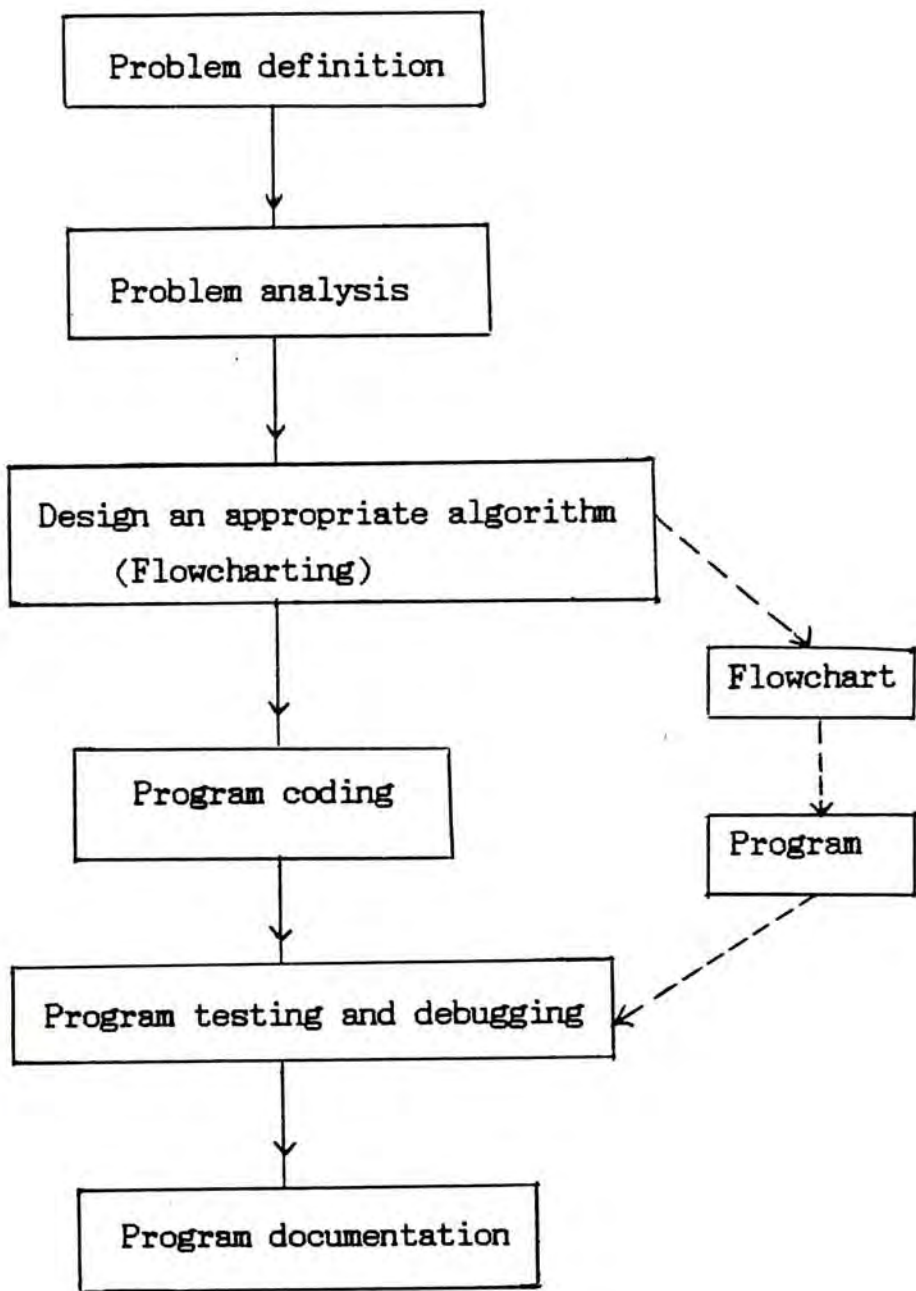 Problem definition
Problem analysis
Design an appropriate algorithm
(Flowcharting)
Flowchart
Program coding
Program
Program testing and debugging
Program documentation